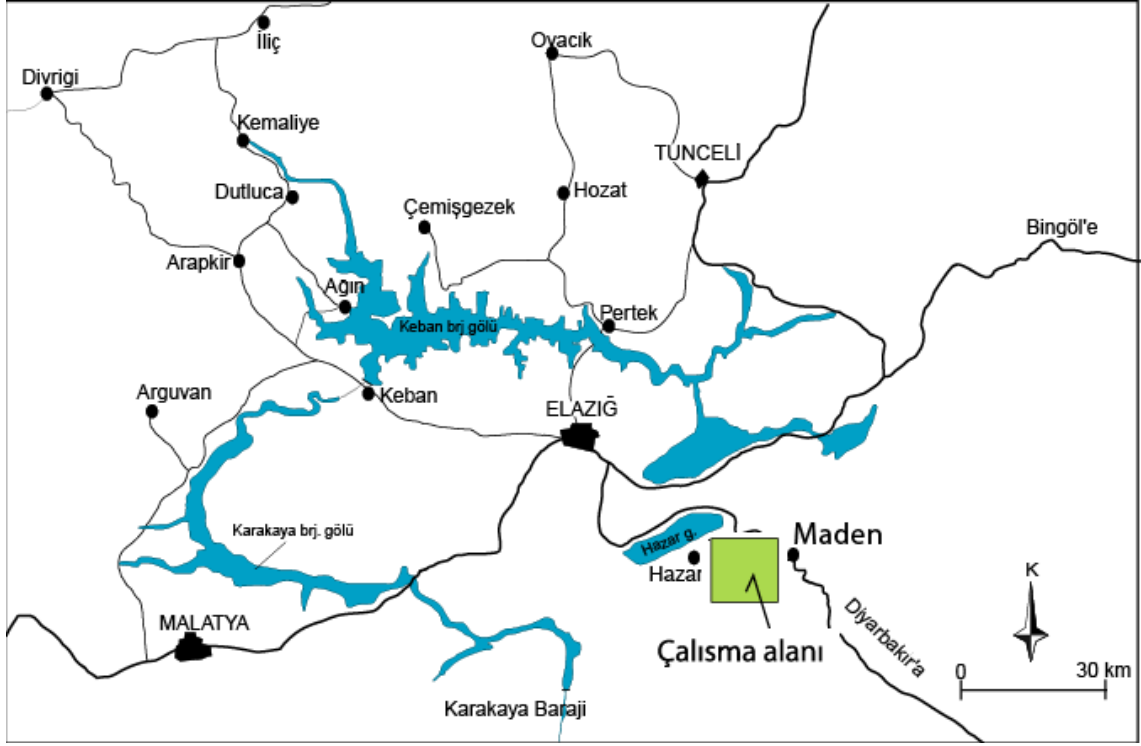 İliç
Ovacık
Divrigi
Kemaliye
TUNCELİ
Dutluca
Hozat
Çemişgezek
Bingöl'e
Arapkir
Ağın
Pertek
Keban brj gölü
Arguvan
Keban
ELAZIĞ
Karakaya brj. gölü
Hazar g.
Maden
Hazar
K
Diyarbakır'a
MALATYA
Çalısma alanı
0 30 km
Karakaya Baraji